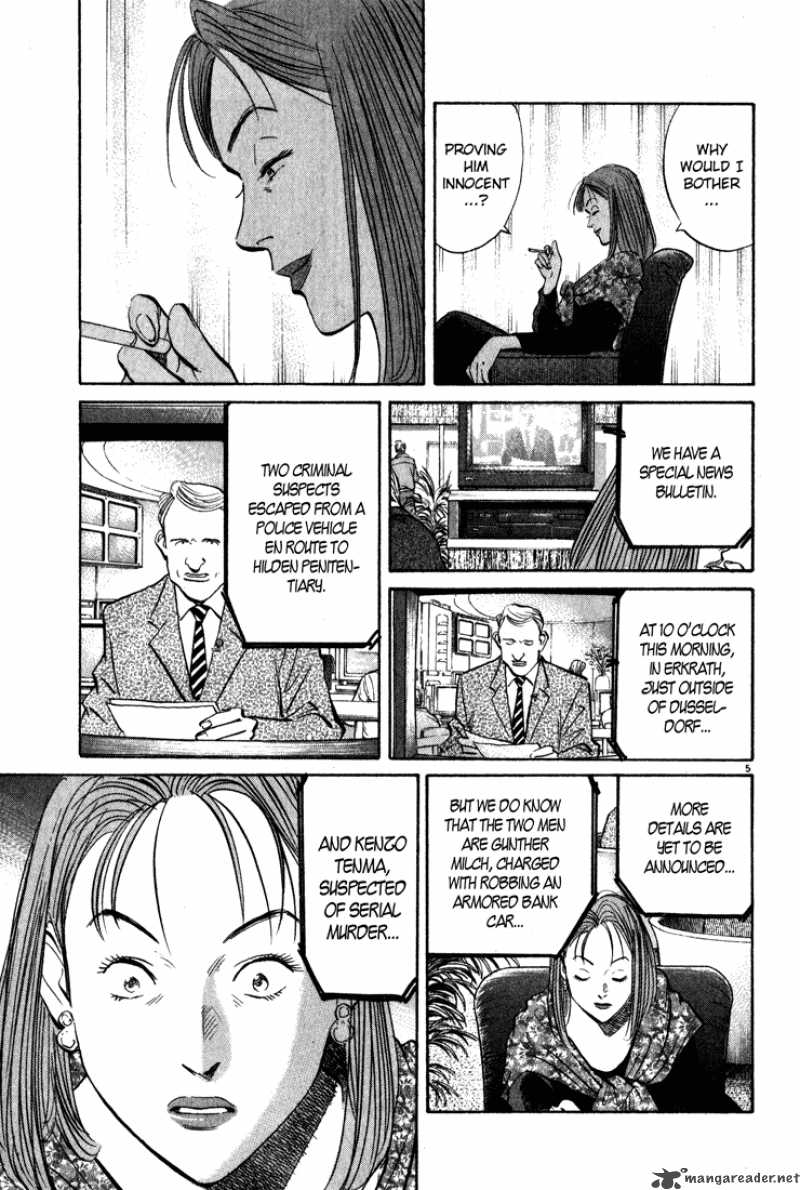 WHY
WOULD I
BOTHER
...
PROVING
HIM
INNOCENT
...?
WE HAVE A
SPECIAL NEWS
BULLETIN.
AT 10 O'CLOCK
THIS MORNING,
IN ERKRATH,
JUST OUTSIDE
OF DUSSEL-
DORF...
TWO CRIMINAL
SUSPECTS
ESCAPED FROM A
POLICE VEHICLE
EN ROUTE TO
HILDEN PENITEN-
TIARY.
5
MORE
DETAILS ARE
YET TO BE
ANNOUNCED...
BUT WE DO KNOW
THAT THE TWO MEN
ARE GUNTHER
MILCH, CHARGED
WITH ROBBING AN
ARMORED BANK
CAR...
AND KENZO
TENMA,
SUSPECTED
OF SERIAL
MURDER...
mangareader.net